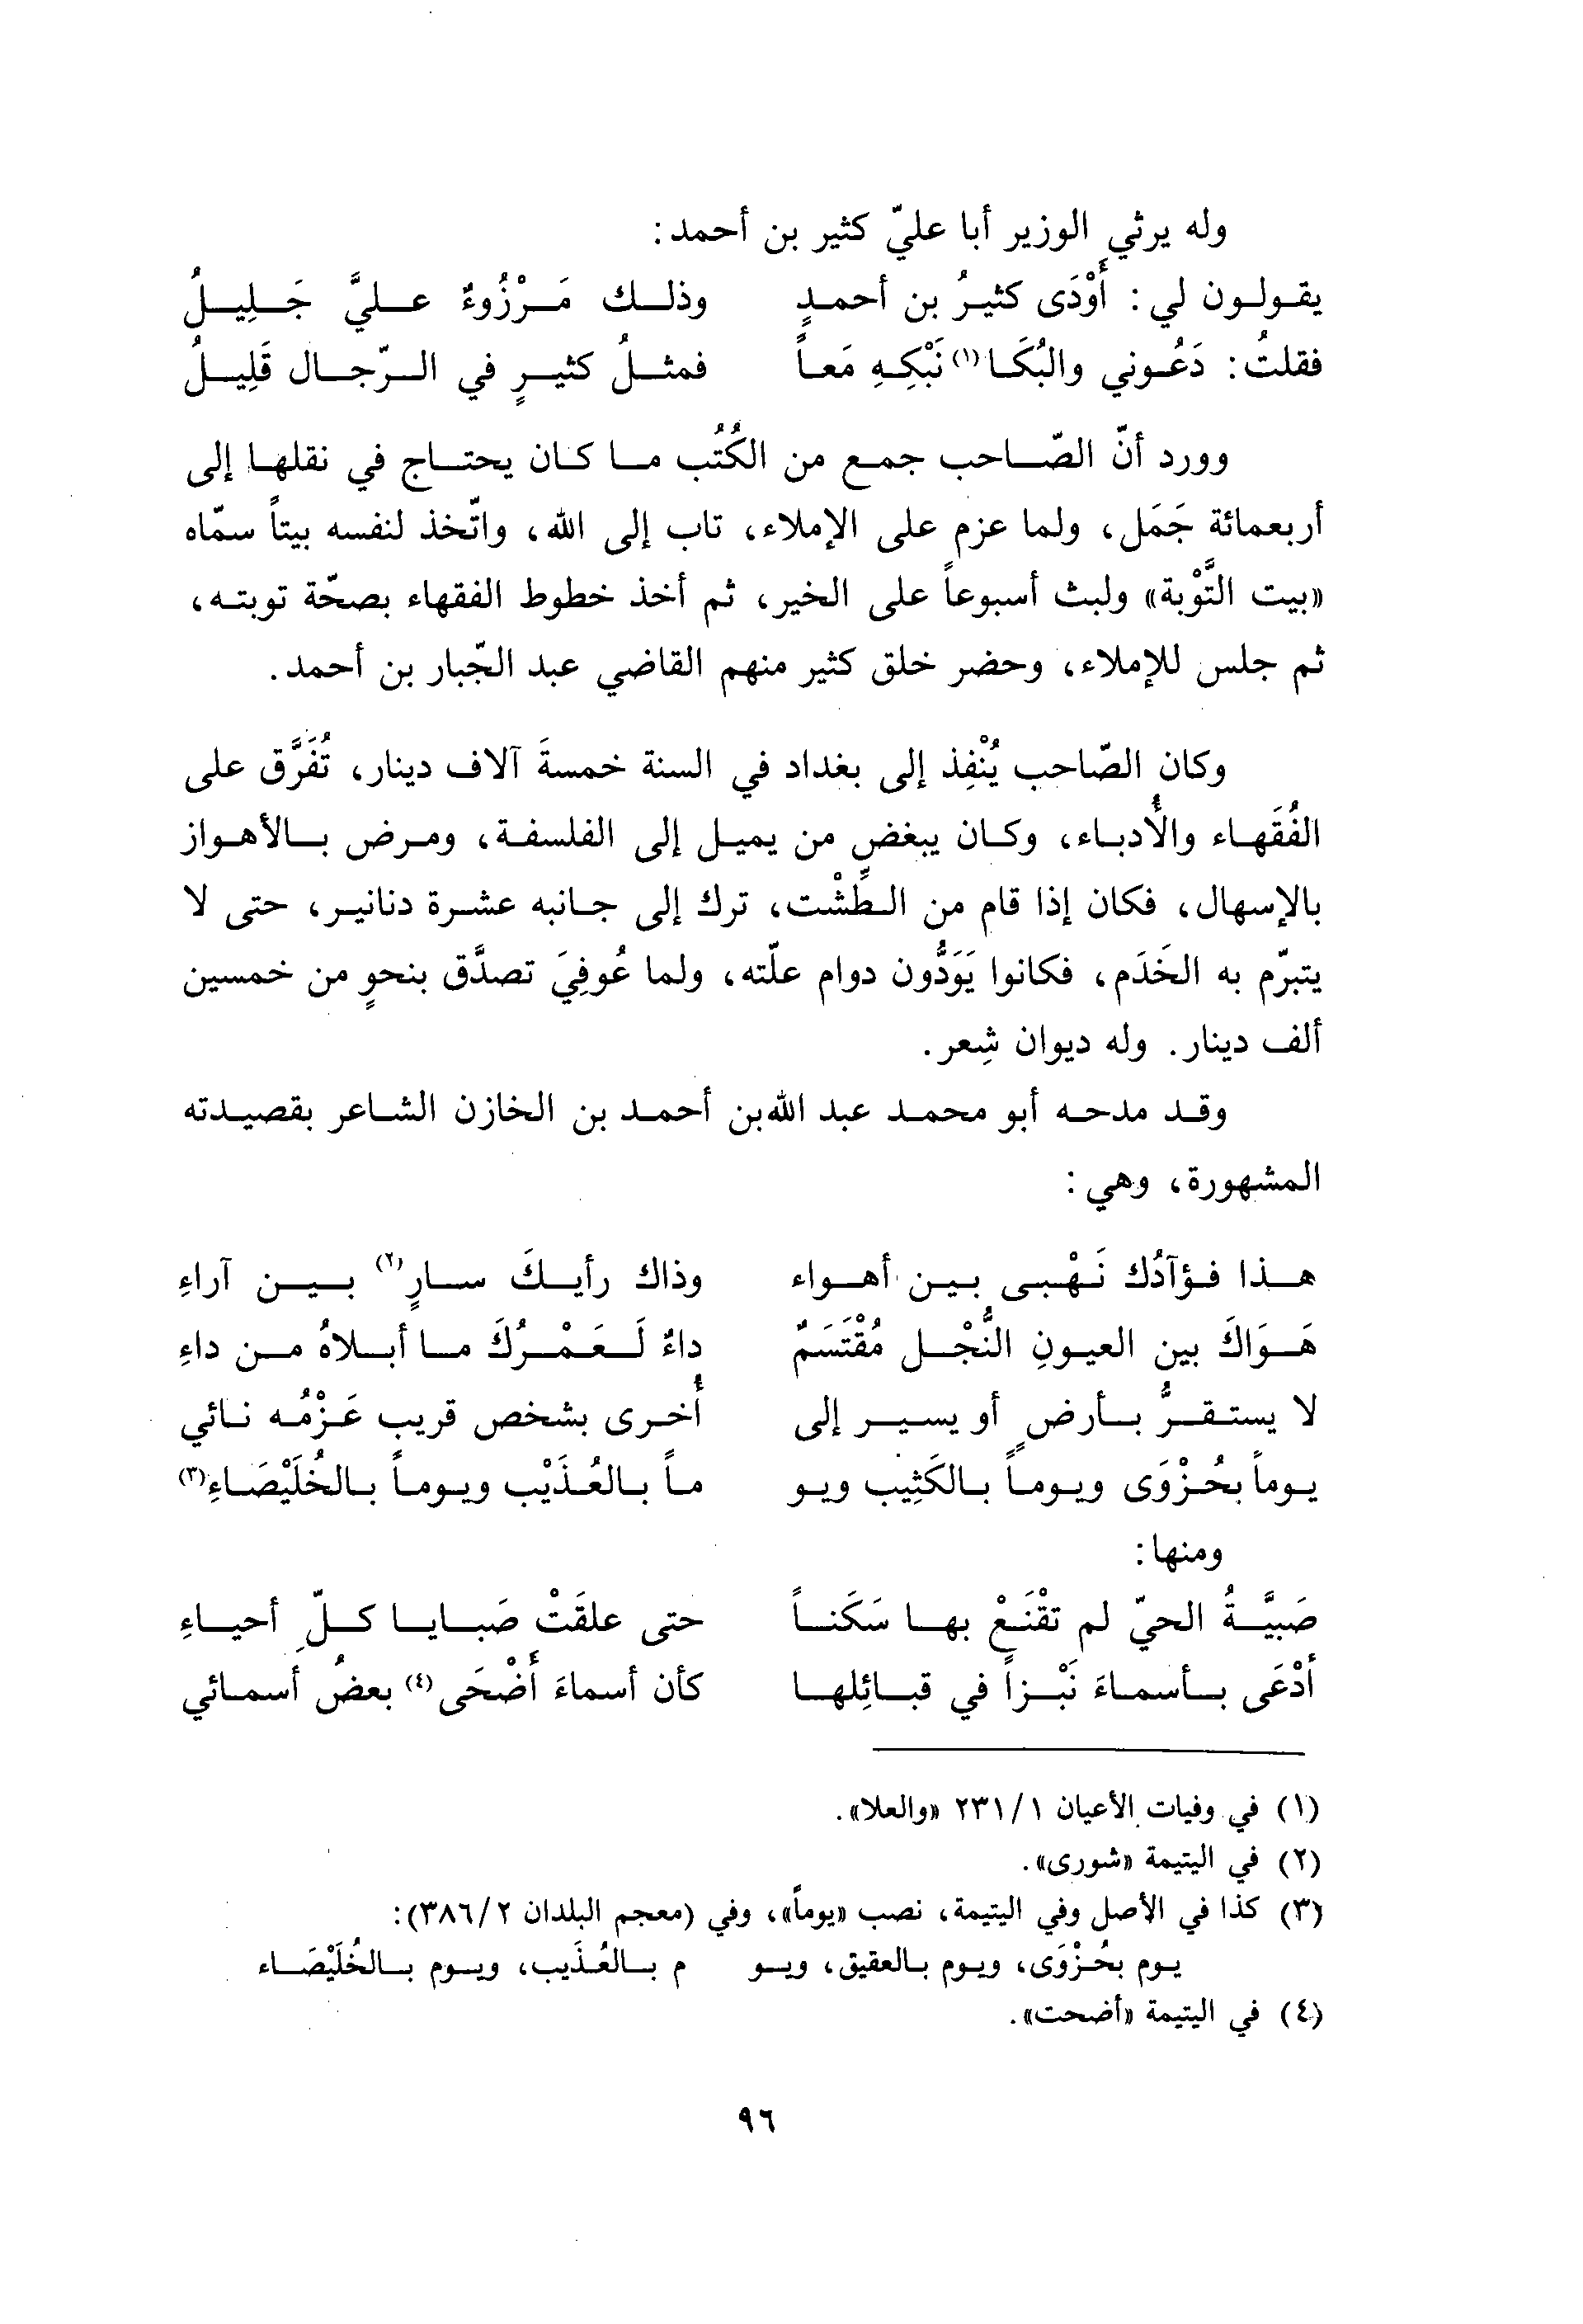 وله يرثي الوزير أبا عليّ كثير بن أحمد:
يقولون لي: أَوْدَى كثيرُ بن أحمدٍ وذلك مَرْزُوءٌ عليَّ جَلِيلُ
فقلتُ: دَعُوني والبُكَا(١) نَبْكِهِ مَعاً فمثلُ كثيرٍ في الرّجال قَلِيلُ
وورد أنّ الصّاحب جمع من الكُتُب ما كان يحتاج في نقلها إلى
أربعمائة جَمَل، ولما عزم على الإملاء، تاب إلى الله، واتّخذ لنفسه بيتاً سمّاه
«بيت التَّوْبة» ولبث أسبوعاً على الخير، ثم أخذ خطوط الفقهاء بصحّة توبته،
ثم جلس للإملاء، وحضر خلق كثير منهم القاضي عبد الجّبار بن أحمد.
وكان الصّاحب يُنْفِذ إلى بغداد في السنة خمسةَ آلاف دينار، تُفَرَّق على
الفُقَهاء والأُدباء، وكان يبغض من يميل إلى الفلسفة، ومرض بالأهواز
بالإسهال، فكان إذا قام من الطِّشْت، ترك إلى جانبه عشرة دنانير، حتى لا
يتبرّم به الخَدَم، فكانوا يَوَدُّون دوام علّته، ولما عُوفِيَ تصدَّق بنحوٍ من خمسين
ألف دينار. وله ديوان شِعر.
وقد مدحه أبو محمد عبد الله بن أحمد بن الخازن الشاعر بقصيدته
المشهورة، وهي:
هذا فؤآدُك نَهْبى بين أهواء وذاك رأيكَ سارٍ(٢) بين آراءِ
هَوَاكَ بين العيونِ النُّجْل مُقْتَسَمٌ داءٌ لَعَمْرُكَ ما أبلاهُ من داءِ
لا يستقرُّ بأرضٍ أو يسير إلى أُخرى بشخص قريب عَزْمُه نائي
يوماً بحُزْوَى ويوماً بالكَثِيب ويو ماً بالعُذَيْب ويوماً بالخُلَيْصَاءِ(٣)
ومنها:
صَبيَّةُ الحيّ لم تقْنَعْ بها سَكَناً حتى علقَتْ صَبايا كلّ أحياءِ
أدْعَى بأسماءَ نَبْزاً في قبائِلها كأن أسماءَ أَضْحَى(٤) بعضُ أسمائي
(١) في وفيات الأعيان ١/٢٣١ «والعلا».
(٢) في اليتيمة «شورى».
(٣) كذا في الأصل وفي اليتيمة، نصب «يوماً»، وفي (معجم البلدان ٢/٣٨٦):
يوم بحُزْوَى، ويوم بالعقيق، ويو م بالعُذَيب، ويوم بالخُلَيْصَاء
(٤) في اليتيمة «أضحت».
٩٦